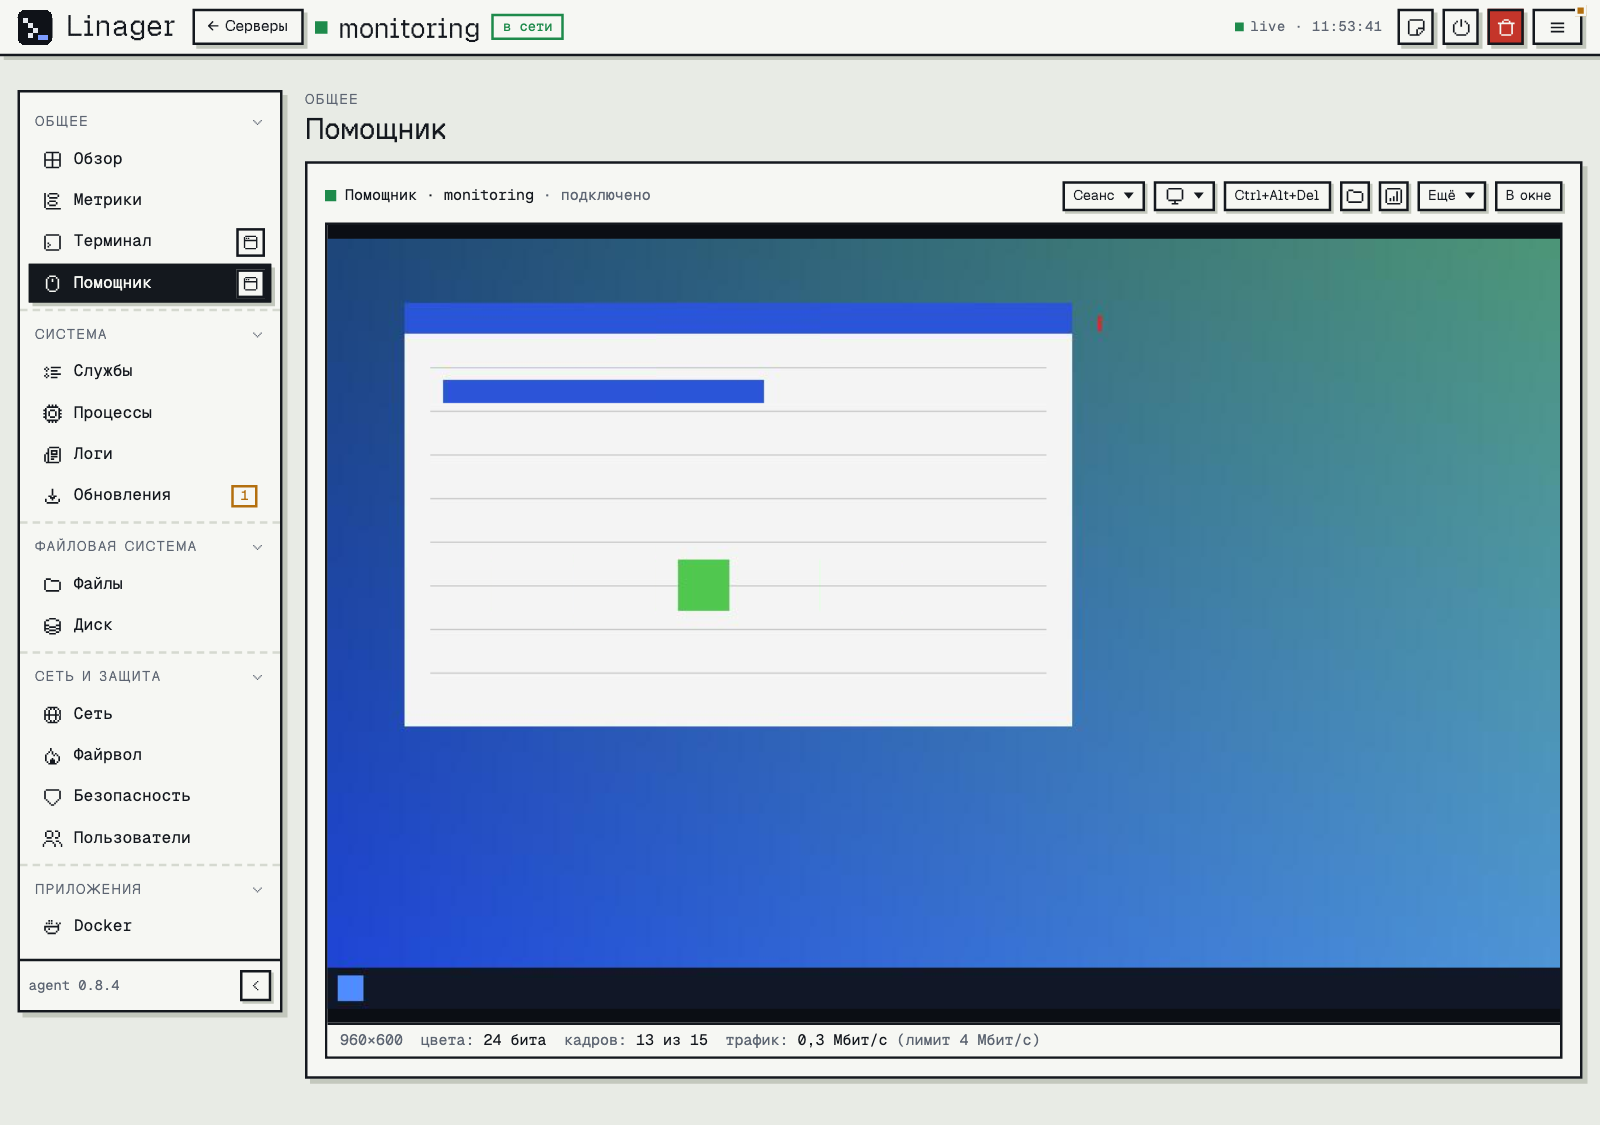 Linager
← Серверы
monitoring
в сети
live · 11:53:41
ОБЩЕЕ
Обзор
Метрики
Терминал
Помощник
СИСТЕМА
Службы
Процессы
Логи
Обновления
1
ФАЙЛОВАЯ СИСТЕМА
Файлы
Диск
СЕТЬ И ЗАЩИТА
Сеть
Файрвол
Безопасность
Пользователи
ПРИЛОЖЕНИЯ
Docker
agent 0.8.4
ОБЩЕЕ
Помощник
Помощник · monitoring · подключено
Сеанс
Ctrl+Alt+Del
Ещё
В окне
960×600 цвета: 24 бита кадров: 13 из 15 трафик: 0,3 Мбит/с (лимит 4 Мбит/с)